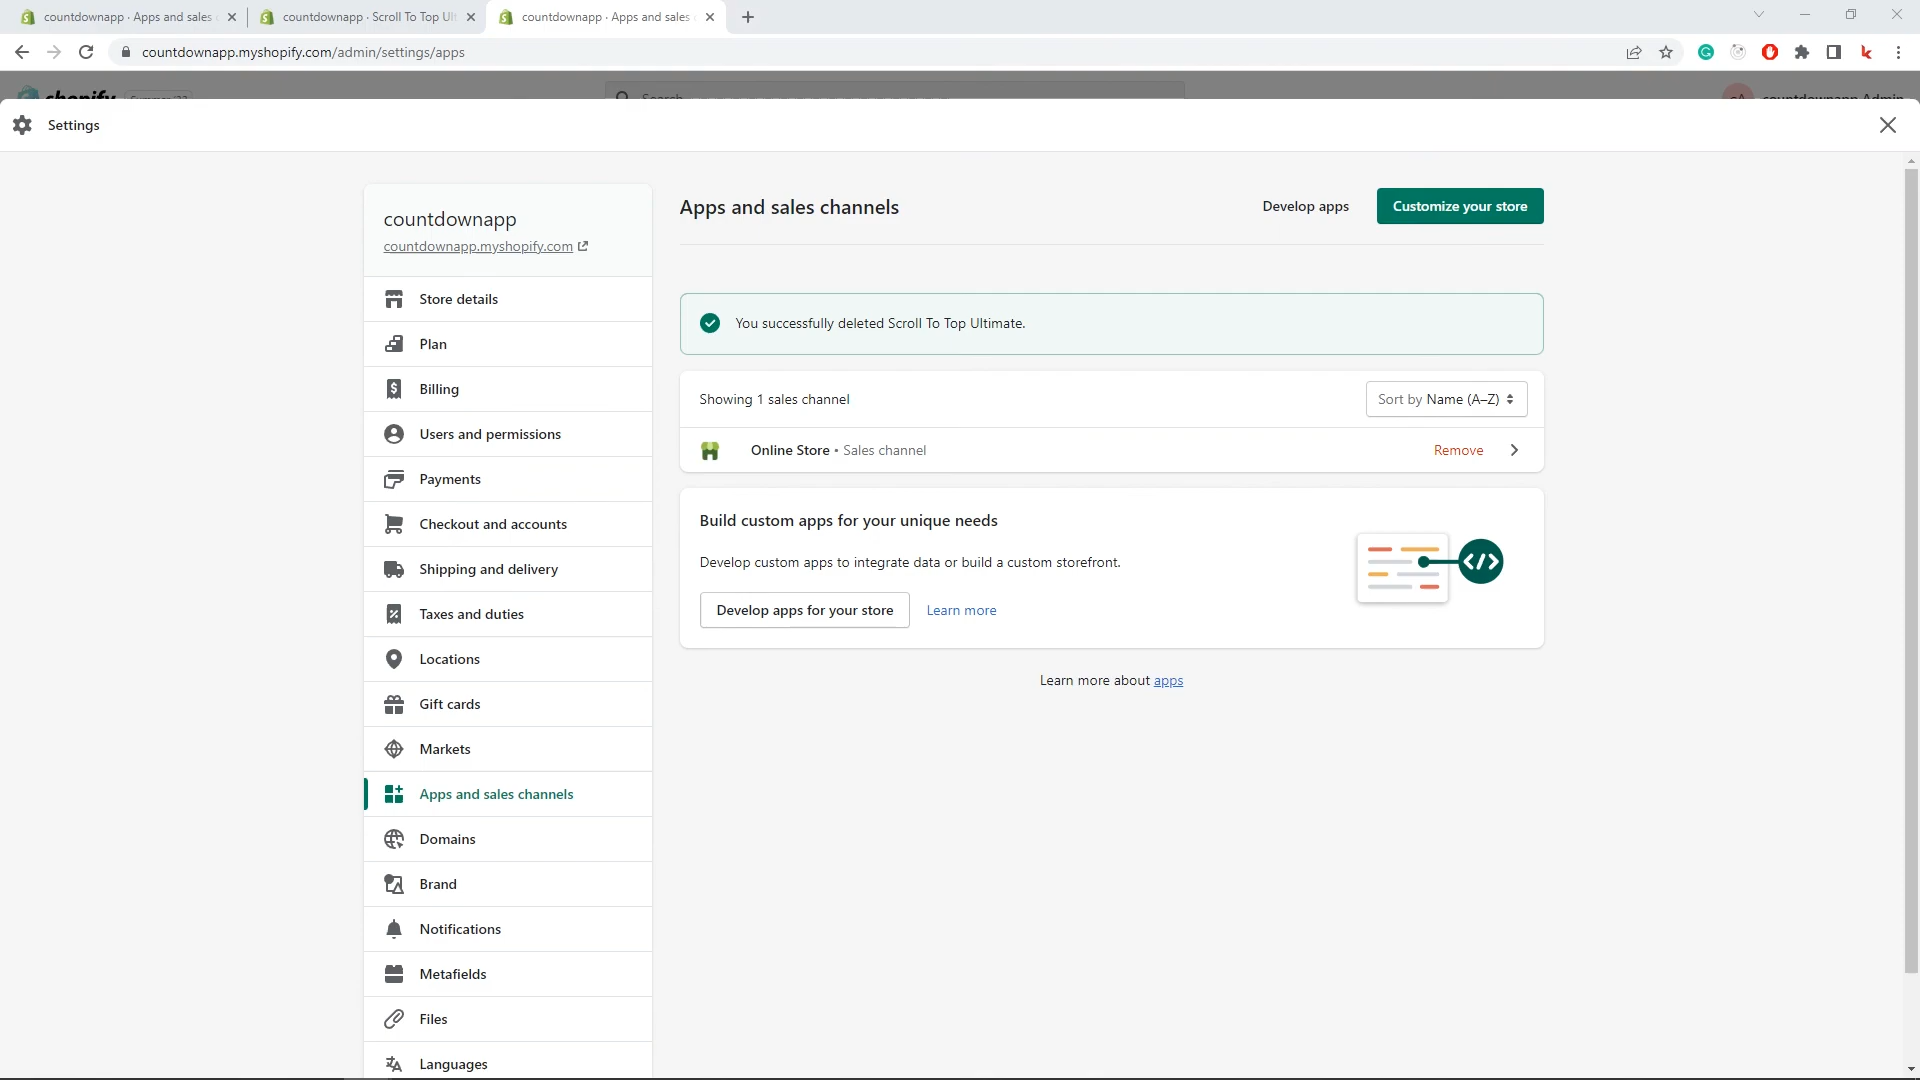 countdownapp · Apps and sales
countdownapp · Scroll To Top Ul
countdownapp · Apps and sales
countdownapp.myshopify.com/admin/settings/apps
shopify
Search
countdownapp Admin
Settings
countdownapp
countdownapp.myshopify.com
Store details
Plan
Billing
Users and permissions
Payments
Checkout and accounts
Shipping and delivery
Taxes and duties
Locations
Gift cards
Markets
Apps and sales channels
Domains
Brand
Notifications
Metafields
Files
Languages
Apps and sales channels
Develop apps
Customize your store
You successfully deleted Scroll To Top Ultimate.
Showing 1 sales channel
Sort by Name (A–Z)
Online Store • Sales channel
Remove
Build custom apps for your unique needs
Develop custom apps to integrate data or build a custom storefront.
Develop apps for your store
Learn more
Learn more about apps